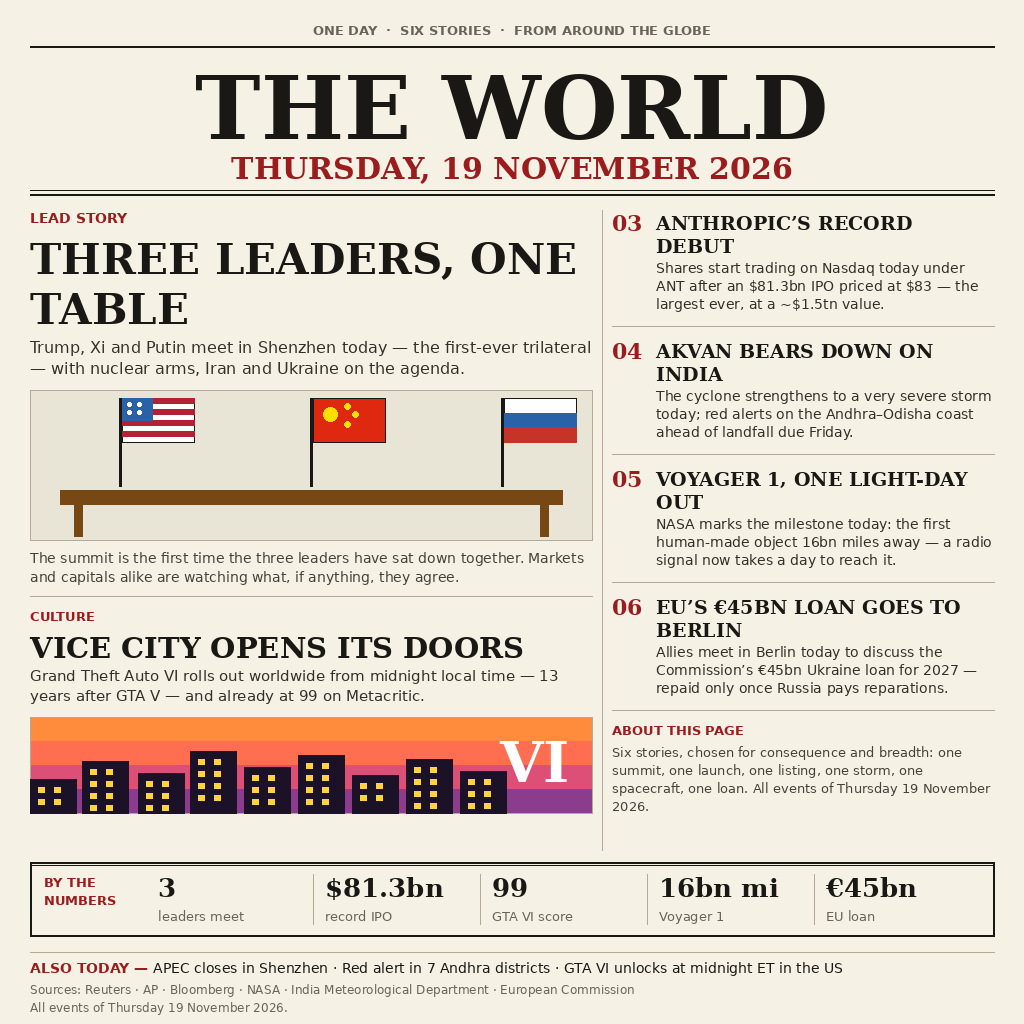 ONE DAY · SIX STORIES · FROM AROUND THE GLOBE
THE WORLD
THURSDAY, 19 NOVEMBER 2026
LEAD STORY
THREE LEADERS, ONE
TABLE
Trump, Xi and Putin meet in Shenzhen today — the first-ever trilateral
— with nuclear arms, Iran and Ukraine on the agenda.
The summit is the first time the three leaders have sat down together. Markets
and capitals alike are watching what, if anything, they agree.
CULTURE
VICE CITY OPENS ITS DOORS
Grand Theft Auto VI rolls out worldwide from midnight local time — 13
years after GTA V — and already at 99 on Metacritic.
VI
03 ANTHROPIC’S RECORD
DEBUT
Shares start trading on Nasdaq today under
ANT after an $81.3bn IPO priced at $83 — the
largest ever, at a ~$1.5tn value.
04 AKVAN BEARS DOWN ON
INDIA
The cyclone strengthens to a very severe storm
today; red alerts on the Andhra–Odisha coast
ahead of landfall due Friday.
05 VOYAGER 1, ONE LIGHT-DAY
OUT
NASA marks the milestone today: the first
human-made object 16bn miles away — a radio
signal now takes a day to reach it.
06 EU’S €45BN LOAN GOES TO
BERLIN
Allies meet in Berlin today to discuss the
Commission’s €45bn Ukraine loan for 2027 —
repaid only once Russia pays reparations.
ABOUT THIS PAGE
Six stories, chosen for consequence and breadth: one
summit, one launch, one listing, one storm, one
spacecraft, one loan. All events of Thursday 19 November
2026.
BY THE
NUMBERS
3
leaders meet
$81.3bn
record IPO
99
GTA VI score
16bn mi
Voyager 1
€45bn
EU loan
ALSO TODAY — APEC closes in Shenzhen · Red alert in 7 Andhra districts · GTA VI unlocks at midnight ET in the US
Sources: Reuters · AP · Bloomberg · NASA · India Meteorological Department · European Commission
All events of Thursday 19 November 2026.